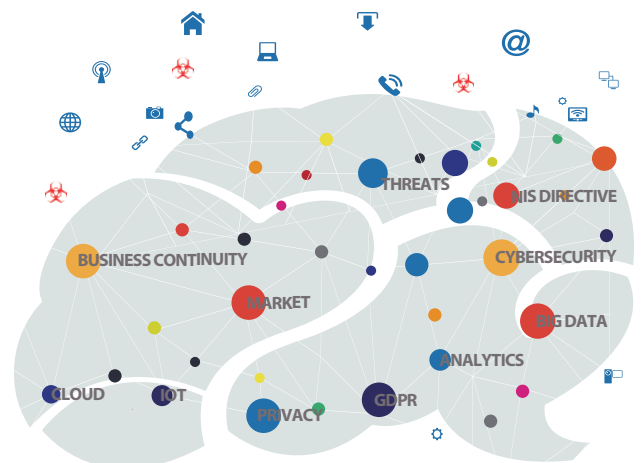 @
THREATS
NIS DIRECTIVE
BUSINESS CONTINUITY
CYBERSECURITY
MARKET
BIG DATA
ANALYTICS
CLOUD
IOT
GDPR
PRIVACY